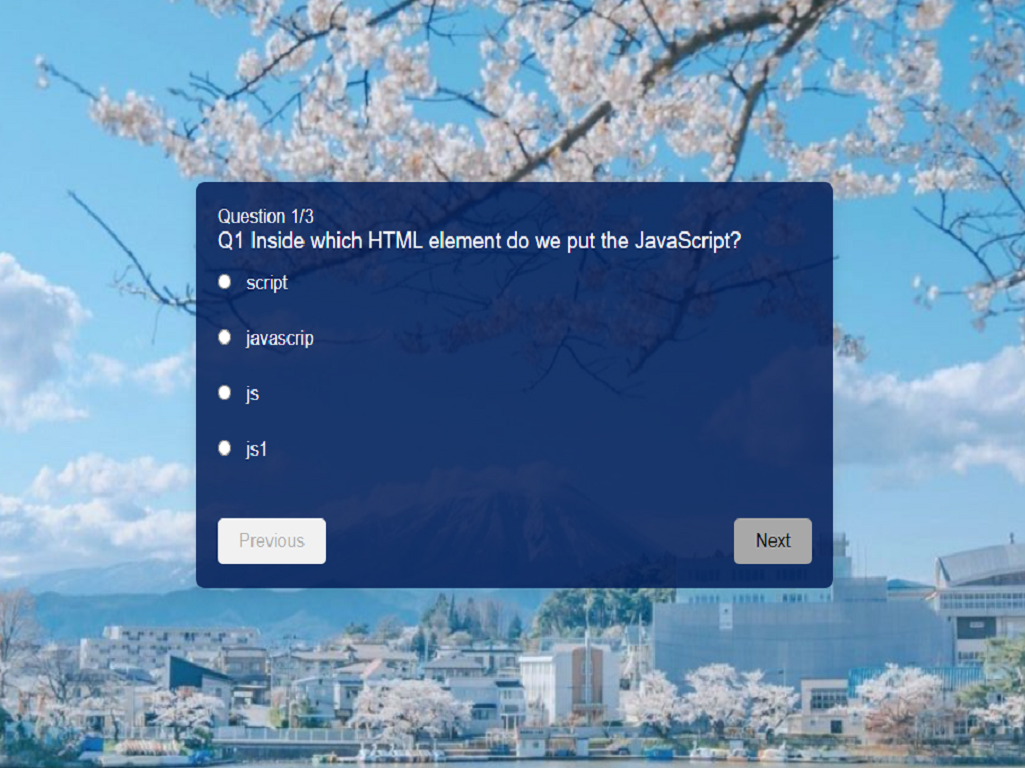 Question 1/3
Q1 Inside which HTML element do we put the JavaScript?
script
javascrip
js
js1
Previous
Next